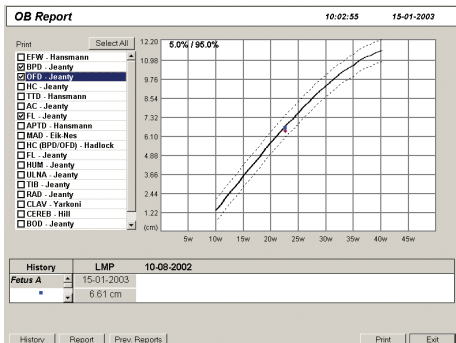 OB Report 10:02:55 15-01-2003
Print Select All
EFW - Hansmann
BPD - Jeanty
OFD - Jeanty
HC - Jeanty
TTD - Hansmann
AC - Jeanty
FL - Jeanty
APTD - Hansmann
MAD - Eik-Nes
HC (BPD/OFD) - Hadlock
FL - Jeanty
HUM - Jeanty
ULNA - Jeanty
TIB - Jeanty
RAD - Jeanty
CLAV - Yarkoni
CEREB - Hill
BOD - Jeanty
5.0% / 95.0%
12.20
10.98
9.76
8.54
7.32
6.10
4.88
3.66
2.44
1.22
(cm)
5w 10w 15w 20w 25w 30w 35w 40w 45w
History LMP 10-08-2002
Fetus A 15-01-2003
6.61 cm
History Report Prev. Reports Print Exit